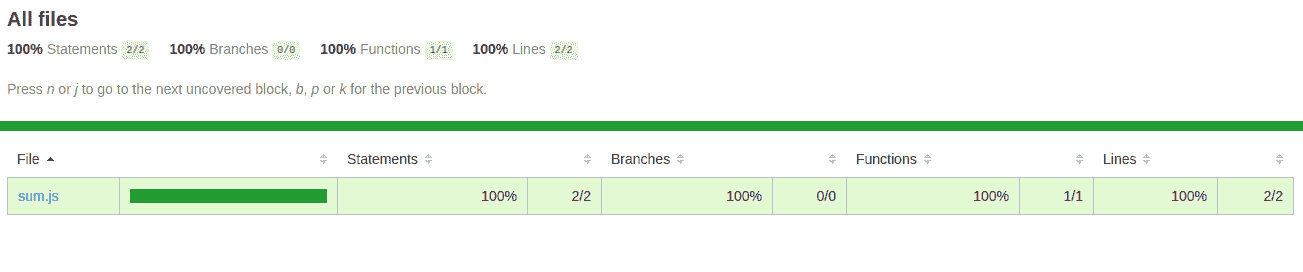 All files
100% Statements 2/2 100% Branches 0/0 100% Functions 1/1 100% Lines 2/2
Press n or j to go to the next uncovered block, b, p or k for the previous block.
File Statements Branches Functions Lines
sum.js 100% 2/2 100% 0/0 100% 1/1 100% 2/2